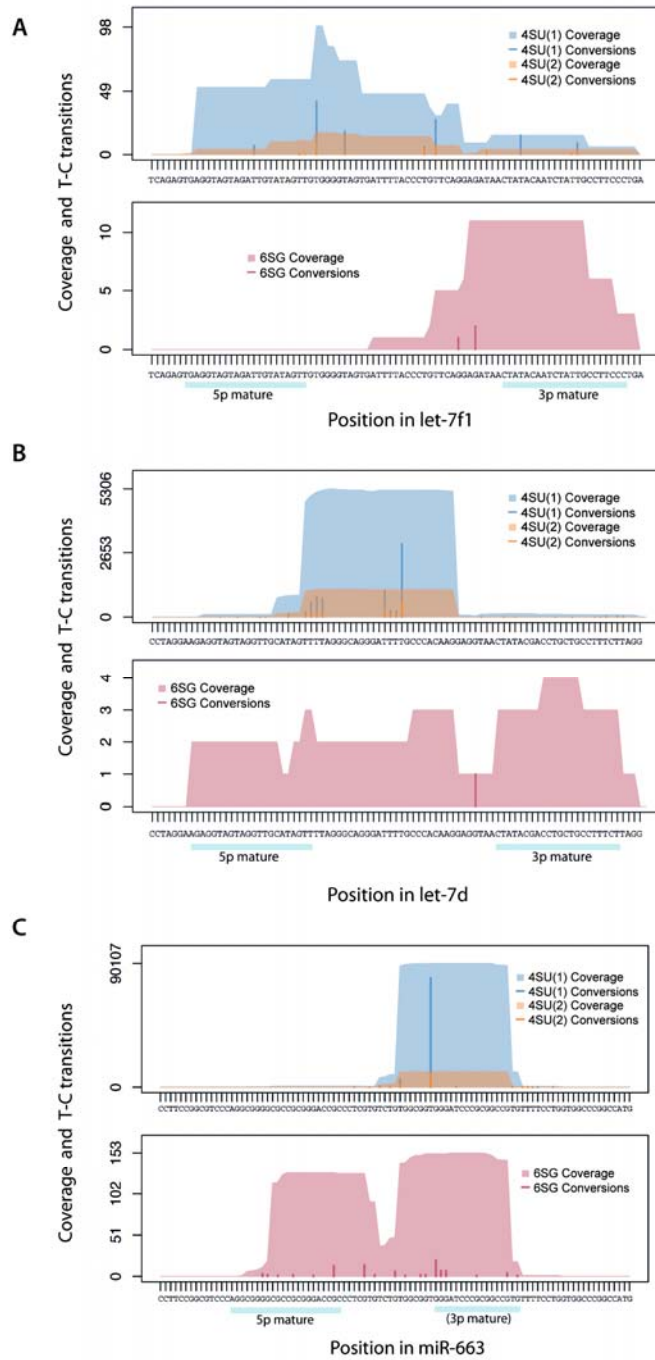 A
Coverage and T-C transitions
98
49
0
4SU(1) Coverage
4SU(1) Conversions
4SU(2) Coverage
4SU(2) Conversions
TCAGAGTGAGGTAGTAGATTGTATAGTTGTGGGGTAGTGATTTTACCCTGTTCAGGAGATAACTATACAATCTATTGCCTTCCCTGA
10
5
0
6SG Coverage
6SG Conversions
TCAGAGTGAGGTAGTAGATTGTATAGTTGTGGGGTAGTGATTTTACCCTGTTCAGGAGATAACTATACAATCTATTGCCTTCCCTGA
5p mature
3p mature
Position in let-7f1
B
Coverage and T-C transitions
5306
2653
0
4SU(1) Coverage
4SU(1) Conversions
4SU(2) Coverage
4SU(2) Conversions
CCTAGGAAGAGGTAGTAGGTTGCATAGTTTTAGGGCAGGGATTTTGCCCACAAGGAGGTAACTATACGACCTGCTGCCTTTCTTAGG
4
3
2
1
0
6SG Coverage
6SG Conversions
CCTAGGAAGAGGTAGTAGGTTGCATAGTTTTAGGGCAGGGATTTTGCCCACAAGGAGGTAACTATACGACCTGCTGCCTTTCTTAGG
5p mature
3p mature
Position in let-7d
C
Coverage and T-C transitions
90107
0
4SU(1) Coverage
4SU(1) Conversions
4SU(2) Coverage
4SU(2) Conversions
CCTTCCGGCGTCCCAGGCGGGGCGCCGCGGGACCGCCCTCGTGTCTGTGGCGGTGGGATCCCGCGGCCGTGTTTTCCTGGTGGCCCGGCCATG
153
102
51
0
6SG Coverage
6SG Conversions
CCTTCCGGCGTCCCAGGCGGGGCGCCGCGGGACCGCCCTCGTGTCTGTGGCGGTGGGATCCCGCGGCCGTGTTTTCCTGGTGGCCCGGCCATG
5p mature
(3p mature)
Position in miR-663